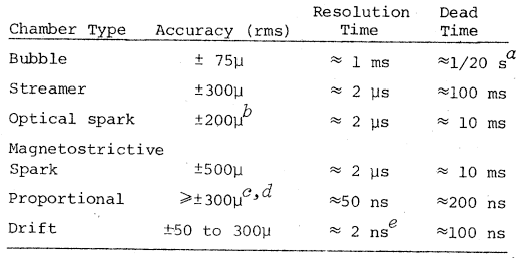 Resolution Dead
Chamber Type Accuracy (rms) Time Time
Bubble ± 75μ ≈ 1 ms ≈1/20 s^a
Streamer ±300μ ≈ 2 μs ≈100 ms
Optical spark ±200μ^b ≈ 2 μs ≈ 10 ms
Magnetostrictive
Spark ±500μ ≈ 2 μs ≈ 10 ms
Proportional ⩾±300μ^c,d ≈50 ns ≈200 ns
Drift ±50 to 300μ ≈ 2 ns^e ≈100 ns